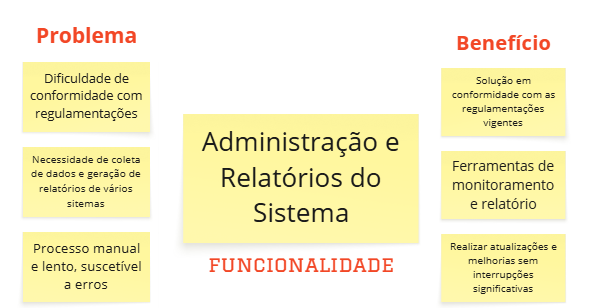 Problema
Dificuldade de
conformidade com
regulamentações
Necessidade de coleta
de dados e geração de
relatórios de vários
sitemas
Processo manual
e lento, suscetível
a erros
Administração e
Relatórios do
Sistema
FUNCIONALIDADE
Benefício
Solução em
conformidade com as
regulamentações
vigentes
Ferramentas de
monitoramento
e relatório
Realizar atualizações e
melhorias sem
interrupções
significativas